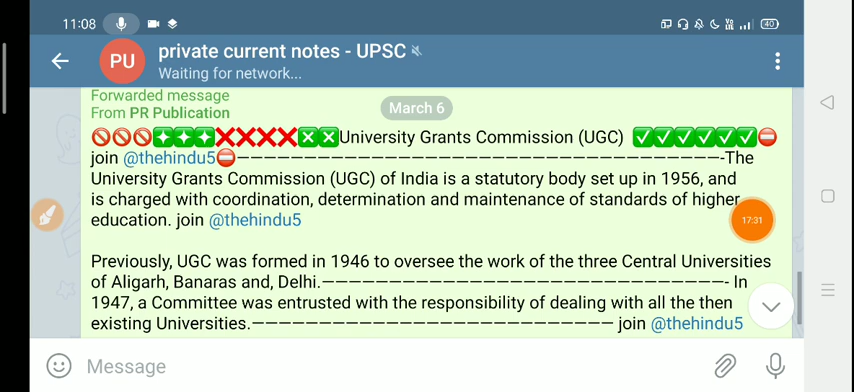 11:08
40
PU
private current notes - UPSC
Waiting for network...
Forwarded message
From PR Publication
March 6
University Grants Commission (UGC)
join @thehindu5⛔————————————————————————————————-The
University Grants Commission (UGC) of India is a statutory body set up in 1956, and
is charged with coordination, determination and maintenance of standards of higher
education. join @thehindu5
17:31
Previously, UGC was formed in 1946 to oversee the work of the three Central Universities
of Aligarh, Banaras and, Delhi.———————————————————————————- In
1947, a Committee was entrusted with the responsibility of dealing with all the then
existing Universities.———————————————————————— join @thehindu5
Message